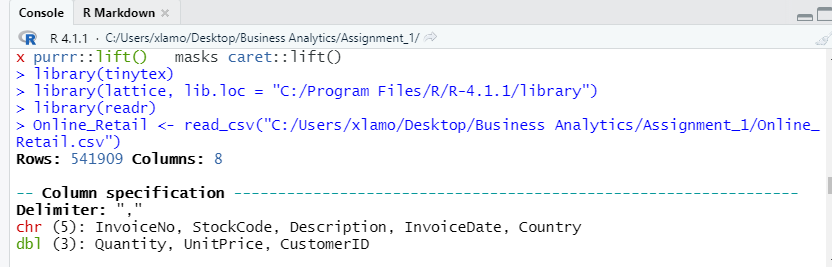 Console R Markdown
R 4.1.1 · C:/Users/xlamo/Desktop/Business Analytics/Assignment_1/
x purrr::lift()   masks caret::lift()
> library(tinytex)
> library(lattice, lib.loc = "C:/Program Files/R/R-4.1.1/library")
> library(readr)
> Online_Retail <- read_csv("C:/Users/xlamo/Desktop/Business Analytics/Assignment_1/Online_
Retail.csv")
Rows: 541909 Columns: 8
-- Column specification ---------------------------------------------------------------
Delimiter: ","
chr (5): InvoiceNo, StockCode, Description, InvoiceDate, Country
dbl (3): Quantity, UnitPrice, CustomerID